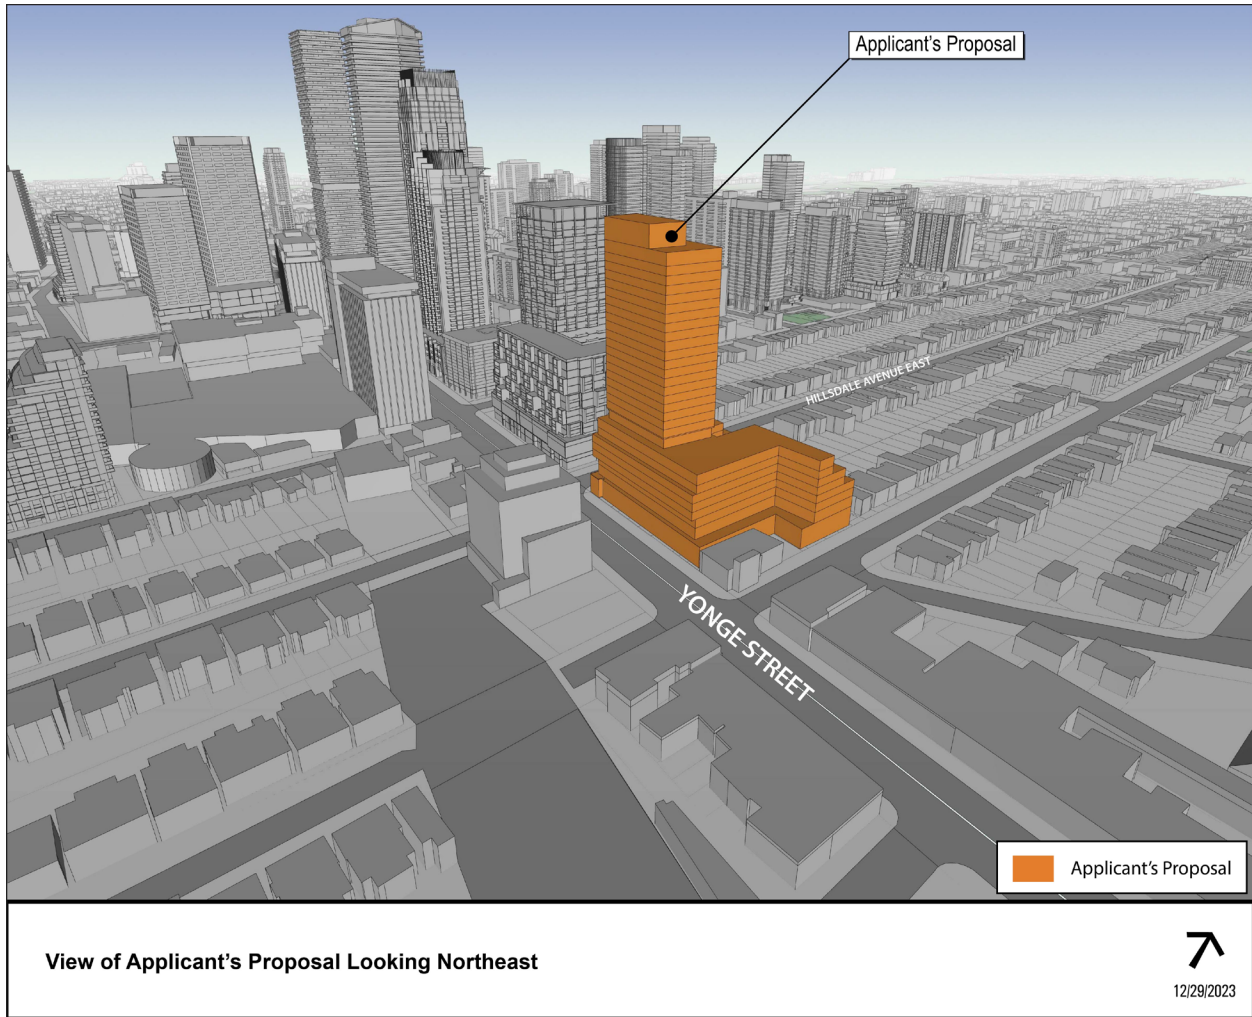 Applicant's Proposal
HILLSDALE AVENUE EAST
YONGE STREET
Applicant's Proposal
View of Applicant's Proposal Looking Northeast
12/29/2023